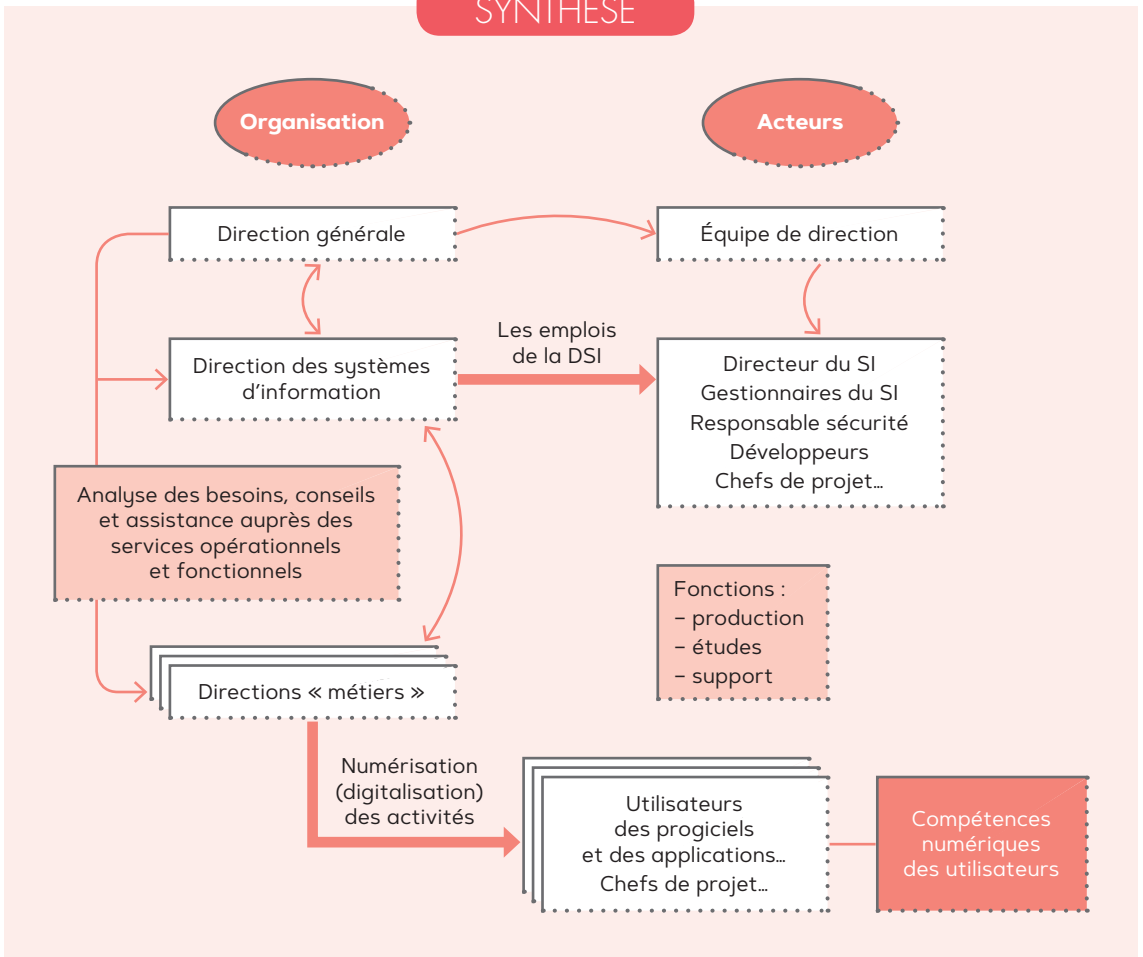 SYNTHÈSE
Organisation
Acteurs
Direction générale
Équipe de direction
Les emplois
de la DSI
Direction des systèmes
d'information
Directeur du SI
Gestionnaires du SI
Responsable sécurité
Développeurs
Chefs de projet…
Analyse des besoins, conseils
et assistance auprès des
services opérationnels
et fonctionnels
Fonctions :
– production
– études
– support
Directions « métiers »
Numérisation
(digitalisation)
des activités
Utilisateurs
des progiciels
et des applications…
Chefs de projet…
Compétences
numériques
des utilisateurs